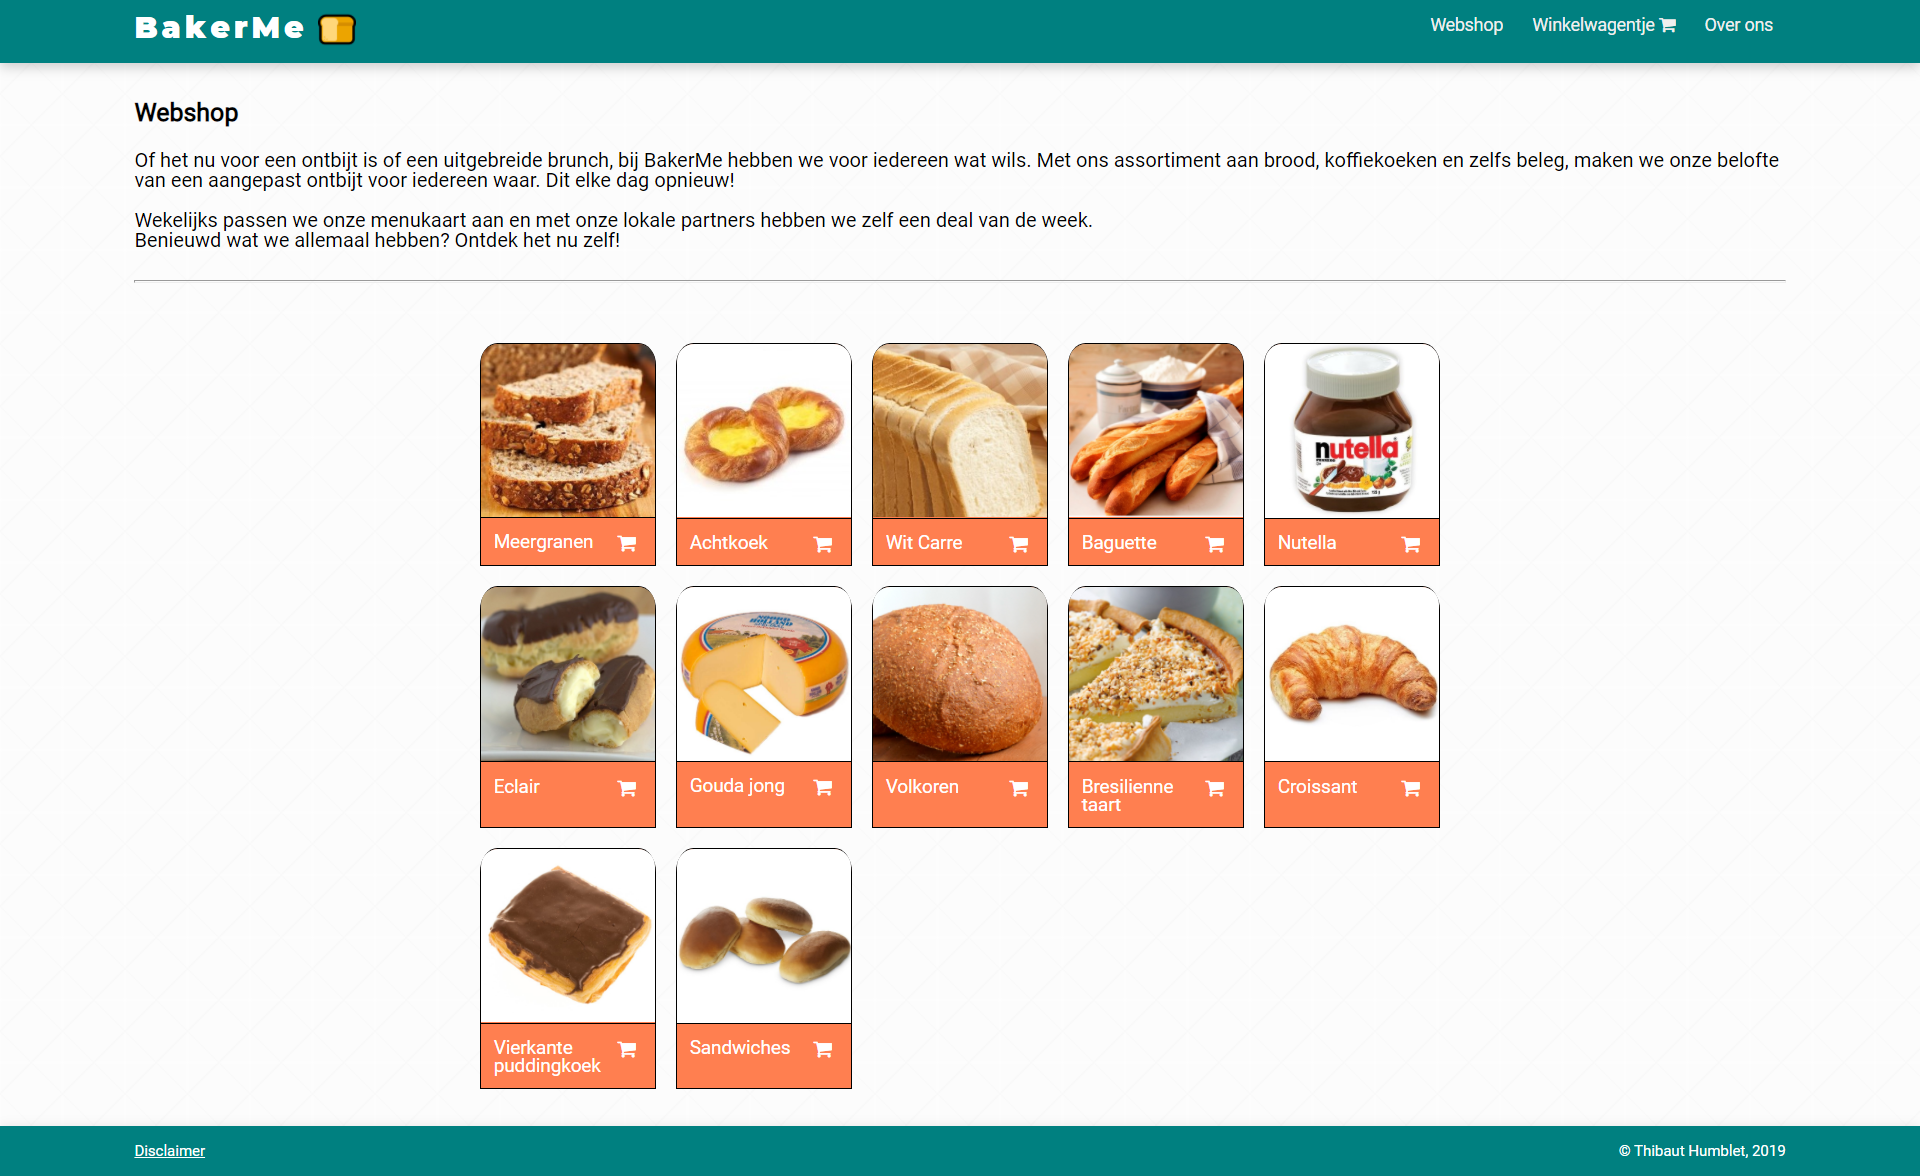 BakerMe
Webshop
Winkelwagentje
Over ons
Webshop
Of het nu voor een ontbijt is of een uitgebreide brunch, bij BakerMe hebben we voor iedereen wat wils. Met ons assortiment aan brood, koffiekoeken en zelfs beleg, maken we onze belofte
van een aangepast ontbijt voor iedereen waar. Dit elke dag opnieuw!
Wekelijks passen we onze menukaart aan en met onze lokale partners hebben we zelf een deal van de week.
Benieuwd wat we allemaal hebben? Ontdek het nu zelf!
nutella
Meergranen
Achtkoek
Wit Carre
Baguette
Nutella
NOORD
HOLLAND
Eclair
Gouda jong
Volkoren
Bresilienne
taart
Croissant
Vierkante
puddingkoek
Sandwiches
Disclaimer
© Thibaut Humblet, 2019